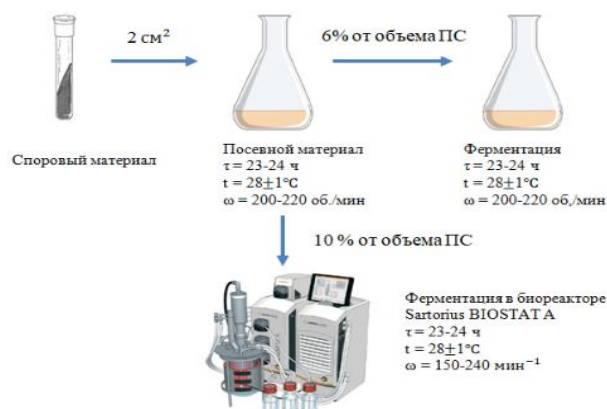 2 см²
6% от объема ПС
Споровый материал
Посевной материал
τ = 23-24 ч
t = 28±1°C
ω = 200-220 об./мин
Ферментация
τ = 23-24 ч
t = 28±1°C
ω = 200-220 об,/мин
10 % от объема ПС
Ферментация в биореакторе
Sartorius BIOSTAT A
τ = 23-24 ч
t = 28±1°C
ω = 150-240 мин⁻¹